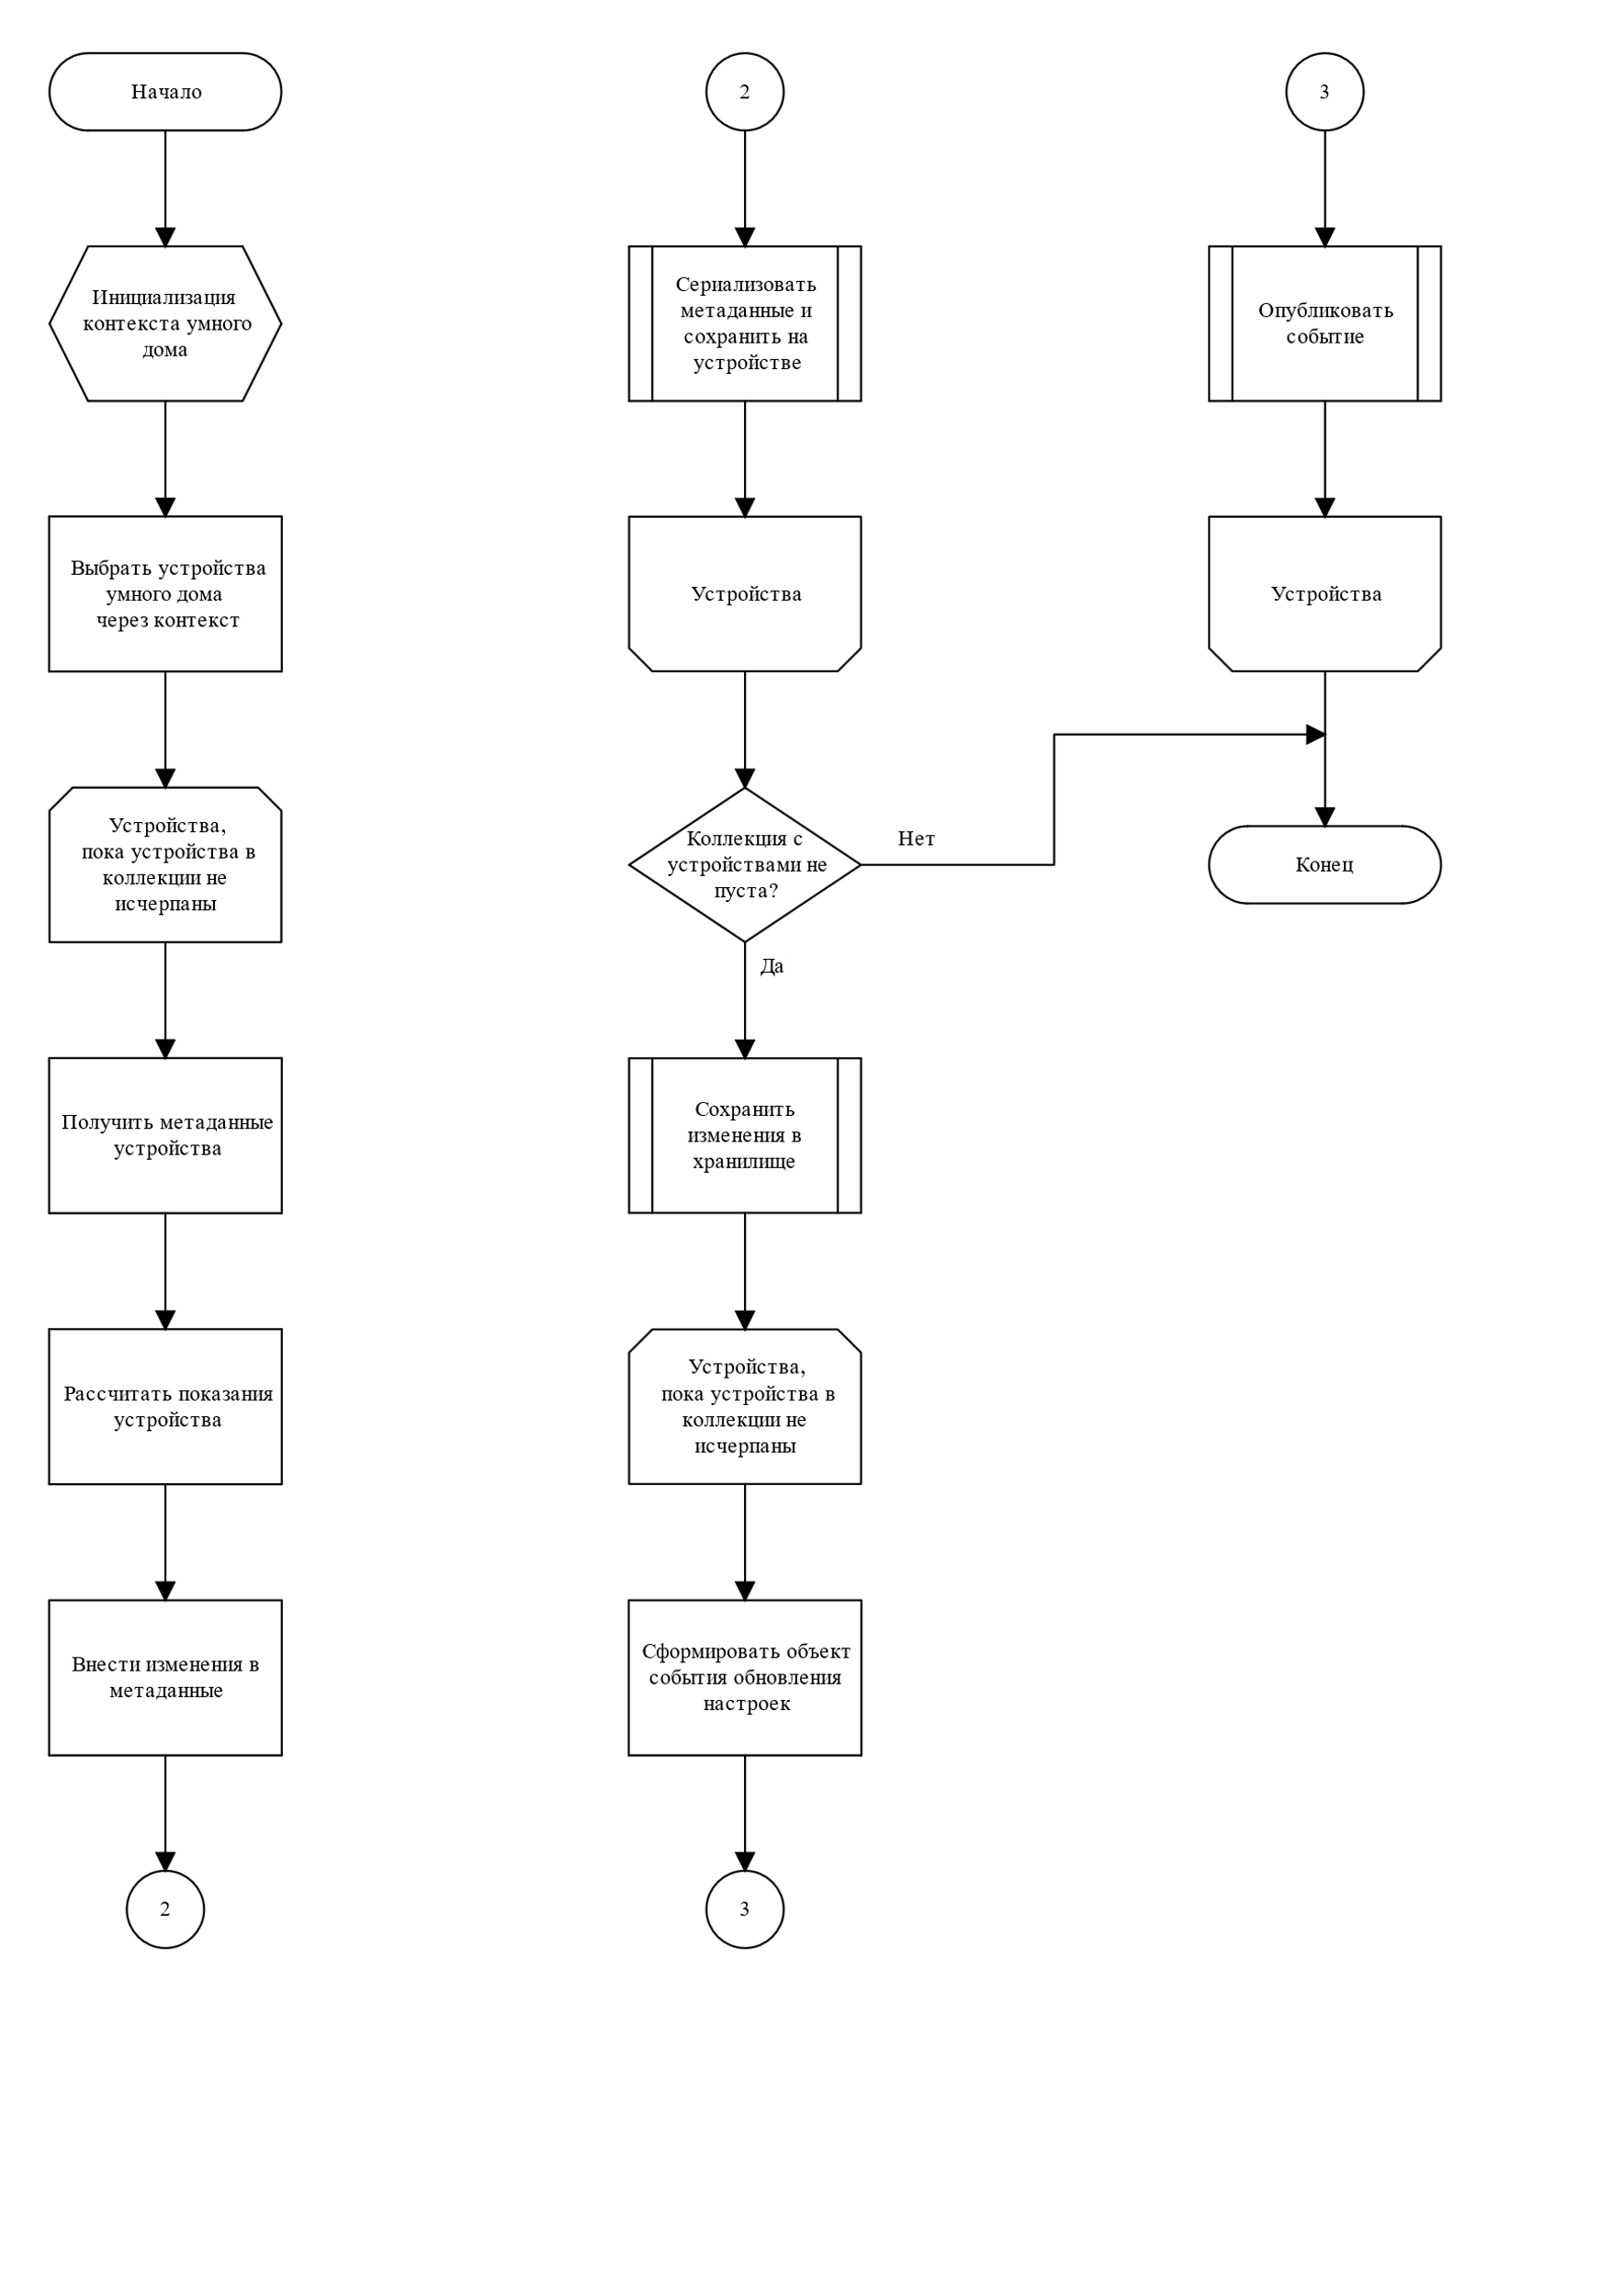 Начало
Инициализация
контекста умного
дома
Выбрать устройства
умного дома
через контекст
Устройства,
пока устройства в
коллекции не
исчерпаны
Получить метаданные
устройства
Рассчитать показания
устройства
Внести изменения в
метаданные
2
2
Сериализовать
метаданные и
сохранить на
устройстве
Устройства
Коллекция с
устройствами не
пуста?
Нет
Да
Сохранить
изменения в
хранилище
Устройства,
пока устройства в
коллекции не
исчерпаны
Сформировать объект
события обновления
настроек
3
3
Опубликовать
событие
Устройства
Конец